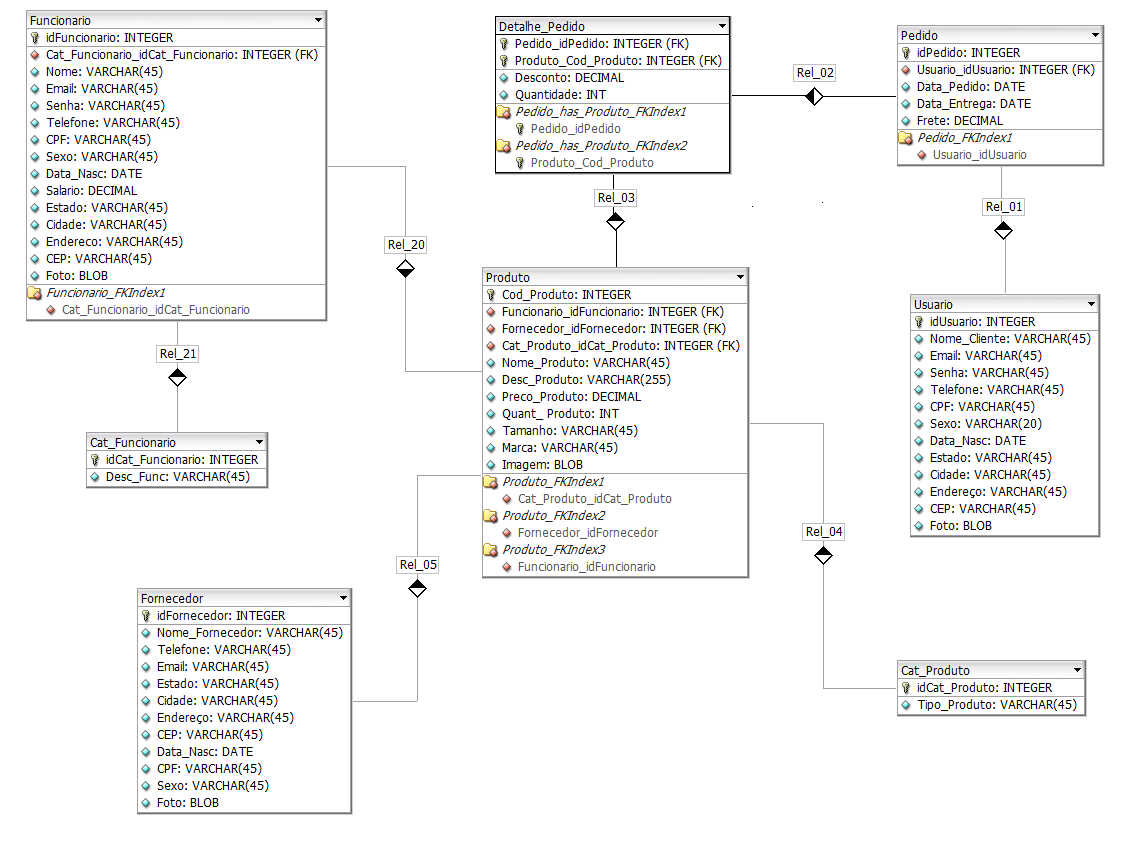 Funcionario
idFuncionario: INTEGER
Cat_Funcionario_idCat_Funcionario: INTEGER (FK)
Nome: VARCHAR(45)
Email: VARCHAR(45)
Senha: VARCHAR(45)
Telefone: VARCHAR(45)
CPF: VARCHAR(45)
Sexo: VARCHAR(45)
Data_Nasc: DATE
Salario: DECIMAL
Estado: VARCHAR(45)
Cidade: VARCHAR(45)
Endereco: VARCHAR(45)
CEP: VARCHAR(45)
Foto: BLOB
Funcionario_FKIndex1
Cat_Funcionario_idCat_Funcionario
Detalhe_Pedido
Pedido_idPedido: INTEGER (FK)
Produto_Cod_Produto: INTEGER (FK)
Desconto: DECIMAL
Quantidade: INT
Pedido_has_Produto_FKIndex1
Pedido_idPedido
Pedido_has_Produto_FKIndex2
Produto_Cod_Produto
Rel_02
Pedido
idPedido: INTEGER
Usuario_idUsuario: INTEGER (FK)
Data_Pedido: DATE
Data_Entrega: DATE
Frete: DECIMAL
Pedido_FKIndex1
Usuario_idUsuario
Rel_03
Rel_01
Rel_20
Produto
Cod_Produto: INTEGER
Funcionario_idFuncionario: INTEGER (FK)
Fornecedor_idFornecedor: INTEGER (FK)
Cat_Produto_idCat_Produto: INTEGER (FK)
Nome_Produto: VARCHAR(45)
Desc_Produto: VARCHAR(255)
Preco_Produto: DECIMAL
Quant_ Produto: INT
Tamanho: VARCHAR(45)
Marca: VARCHAR(45)
Imagem: BLOB
Produto_FKIndex1
Cat_Produto_idCat_Produto
Produto_FKIndex2
Fornecedor_idFornecedor
Produto_FKIndex3
Funcionario_idFuncionario
Usuario
idUsuario: INTEGER
Nome_Cliente: VARCHAR(45)
Email: VARCHAR(45)
Senha: VARCHAR(45)
Telefone: VARCHAR(45)
CPF: VARCHAR(45)
Sexo: VARCHAR(20)
Data_Nasc: DATE
Estado: VARCHAR(45)
Cidade: VARCHAR(45)
Endereço: VARCHAR(45)
CEP: VARCHAR(45)
Foto: BLOB
Rel_21
Cat_Funcionario
idCat_Funcionario: INTEGER
Desc_Func: VARCHAR(45)
Rel_04
Rel_05
Fornecedor
idFornecedor: INTEGER
Nome_Fornecedor: VARCHAR(45)
Telefone: VARCHAR(45)
Email: VARCHAR(45)
Estado: VARCHAR(45)
Cidade: VARCHAR(45)
Endereço: VARCHAR(45)
CEP: VARCHAR(45)
Data_Nasc: DATE
CPF: VARCHAR(45)
Sexo: VARCHAR(45)
Foto: BLOB
Cat_Produto
idCat_Produto: INTEGER
Tipo_Produto: VARCHAR(45)